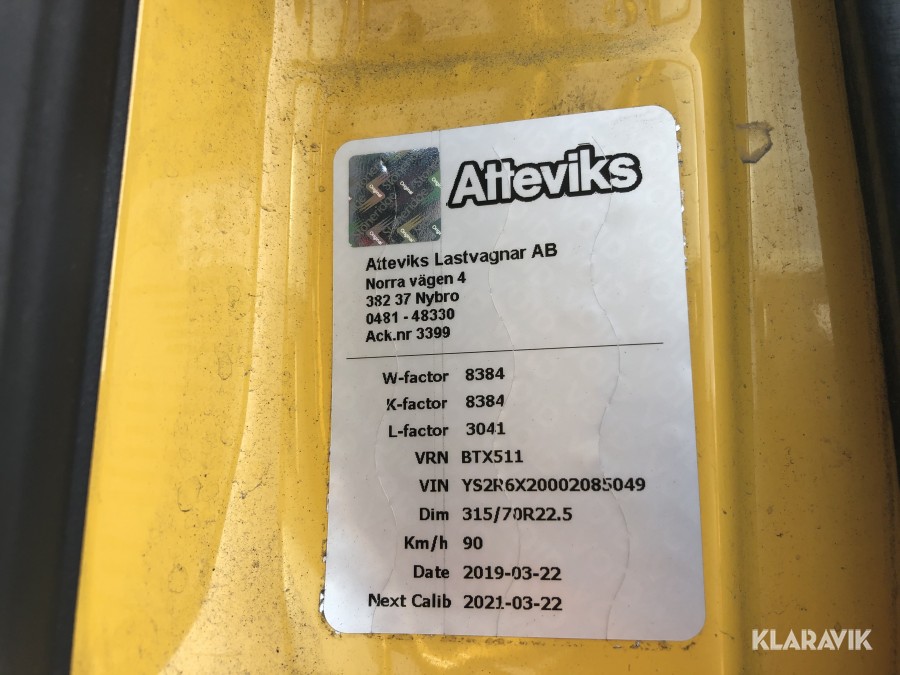 Atteviks
Atteviks Lastvagnar AB
Norra vägen 4
382 37 Nybro
0481 - 48330
Ack.nr 3399
W-factor 8384
K-factor 8384
L-factor 3041
VRN BTX511
VIN YS2R6X20002085049
Dim 315/70R22.5
Km/h 90
Date 2019-03-22
Next Calib 2021-03-22
KLARAVIK